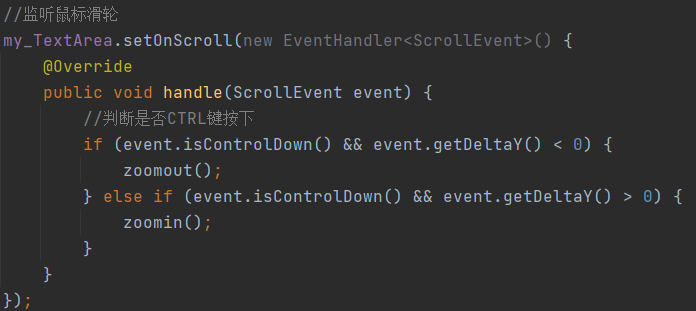 //监听鼠标滑轮
my_TextArea.setOnScroll(new EventHandler<ScrollEvent>() {
    @Override
    public void handle(ScrollEvent event) {
        //判断是否CTRL键按下
        if (event.isControlDown() && event.getDeltaY() < 0) {
            zoomout();
        } else if (event.isControlDown() && event.getDeltaY() > 0) {
            zoomin();
        }
    }
});